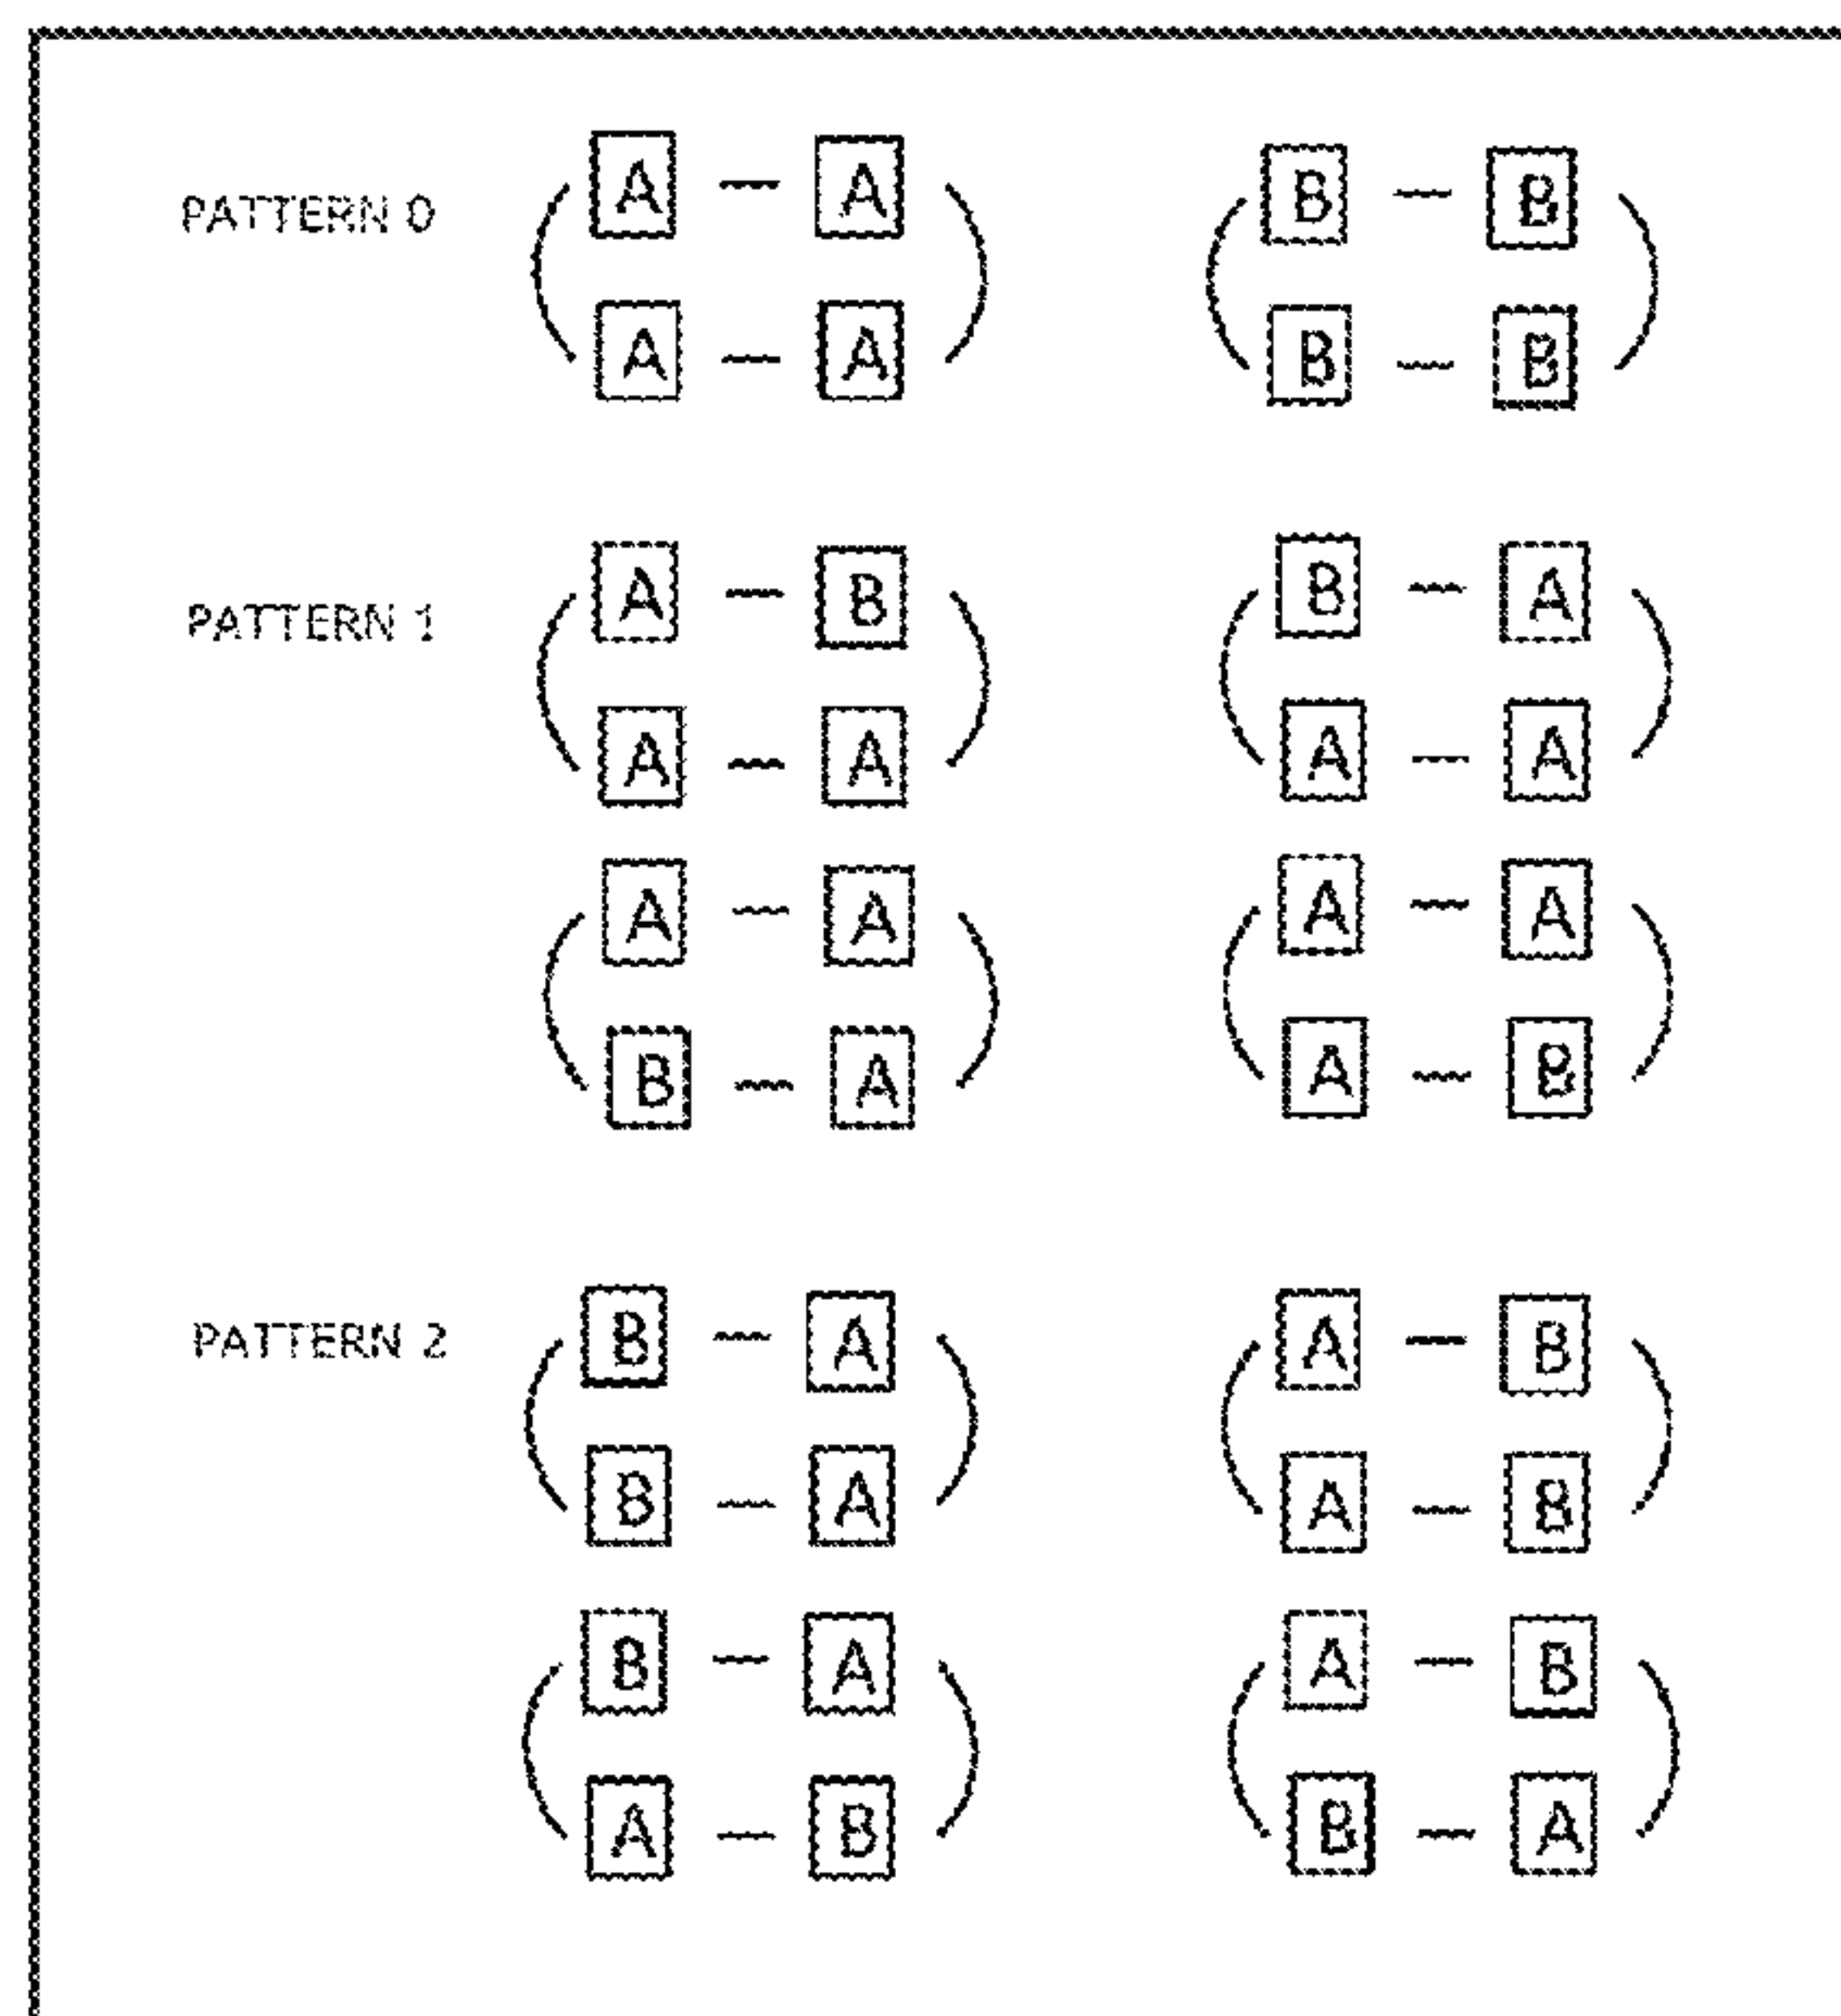 PATTERN 0 A — A B — B
A — A B — B
PATTERN 1 A — B B — A
A — A A — A
A — A A — A
B — A A — B
PATTERN 2 B — A A — B
B — A A — B
B — A A — B
A — B B — A